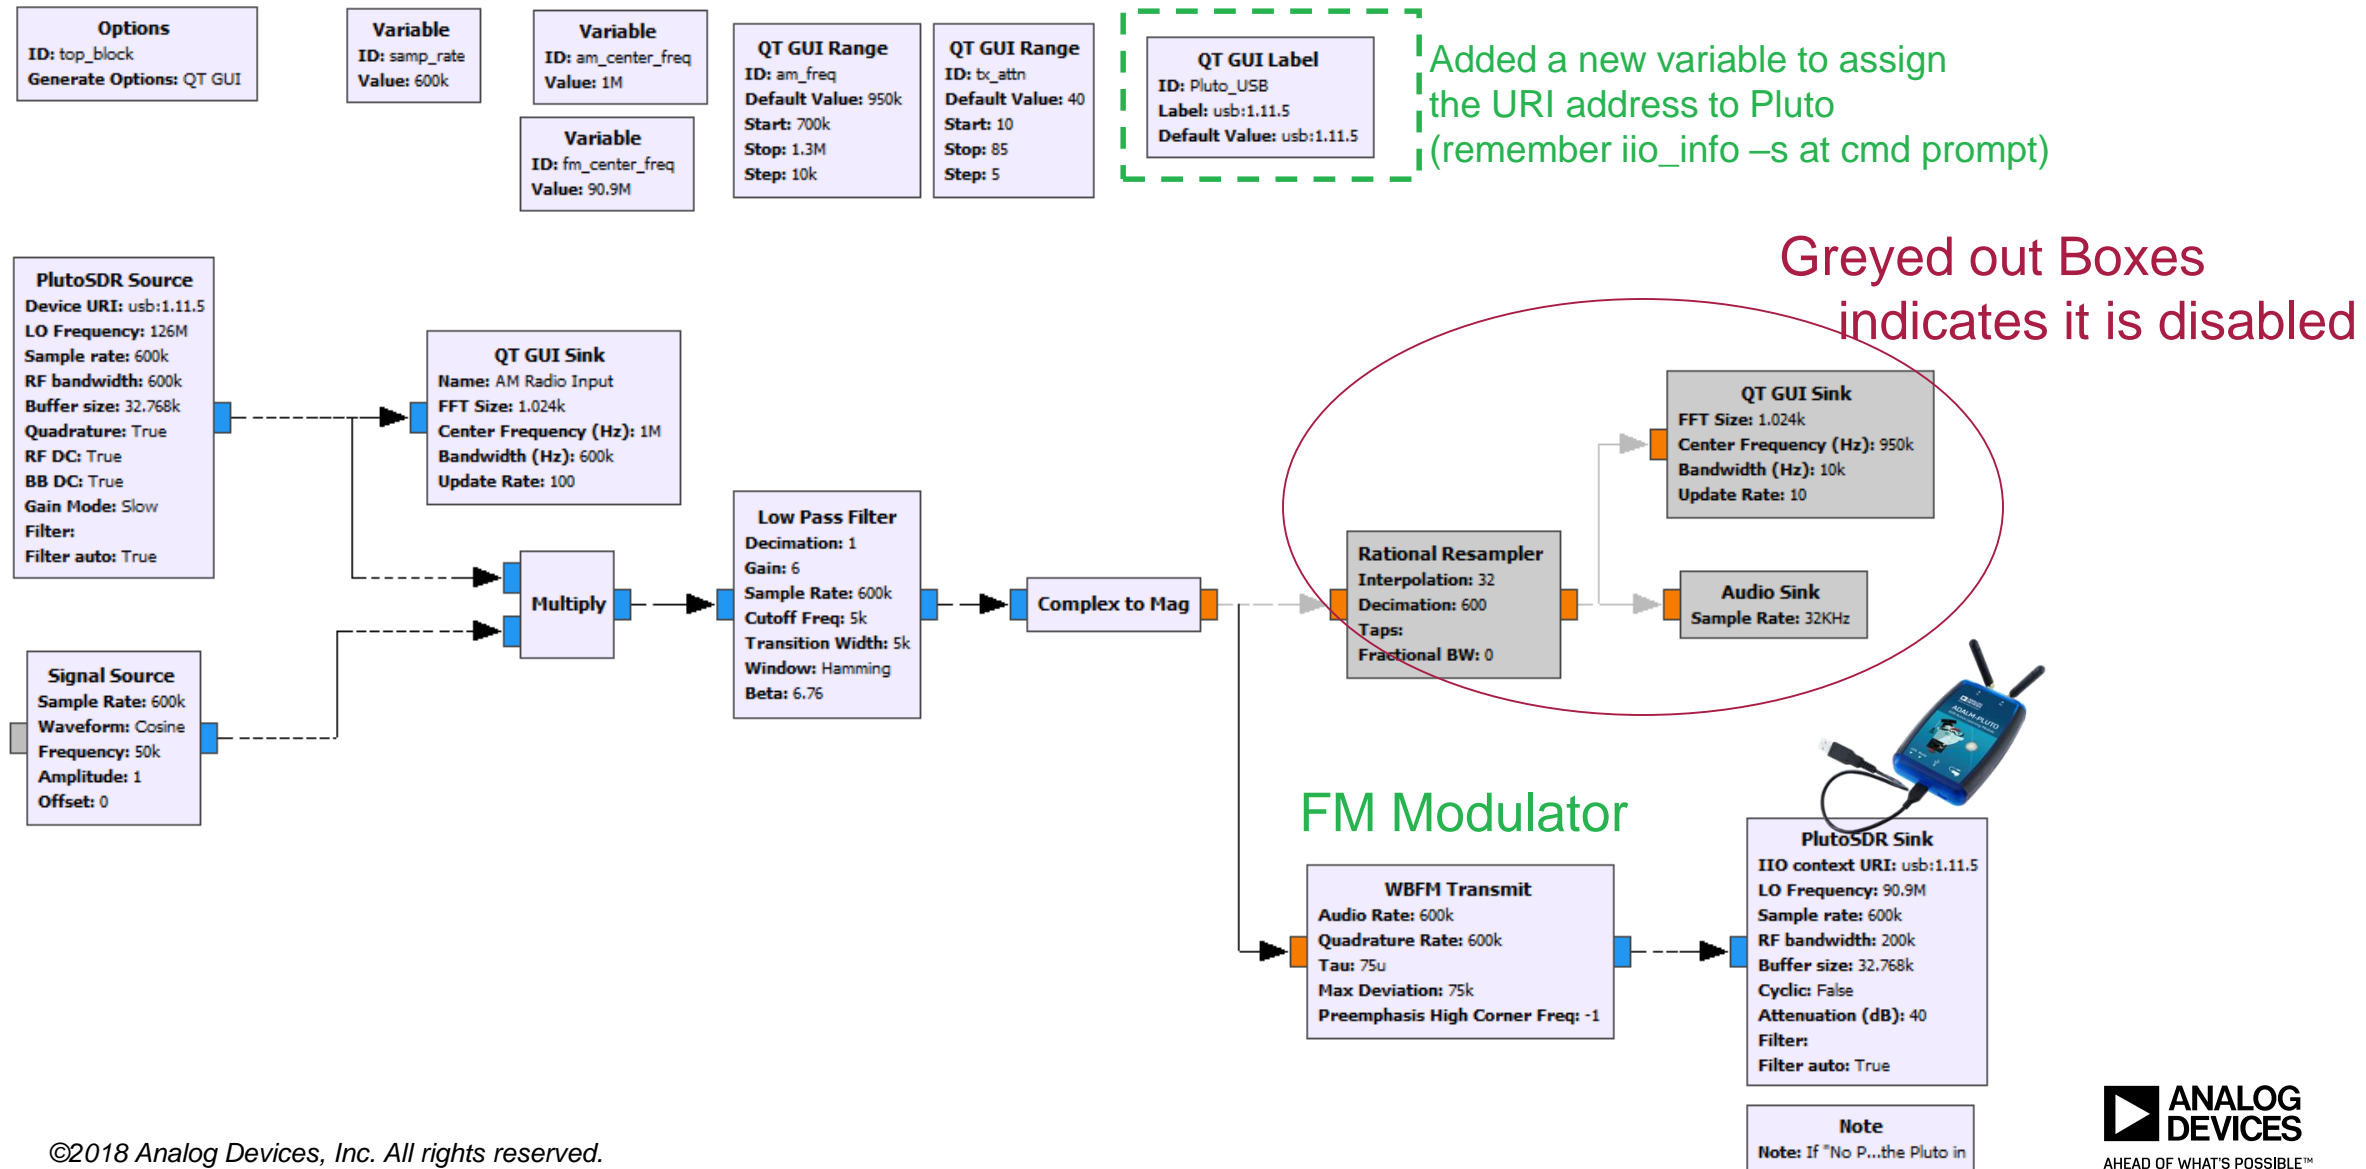 Options
ID: top_block
Generate Options: QT GUI
Variable
ID: samp_rate
Value: 600k
Variable
ID: am_center_freq
Value: 1M
Variable
ID: fm_center_freq
Value: 90.9M
QT GUI Range
ID: am_freq
Default Value: 950k
Start: 700k
Stop: 1.3M
Step: 10k
QT GUI Range
ID: tx_attn
Default Value: 40
Start: 10
Stop: 85
Step: 5
QT GUI Label
ID: Pluto_USB
Label: usb:1.11.5
Default Value: usb:1.11.5
Added a new variable to assign
the URI address to Pluto
(remember iio_info –s at cmd prompt)
Greyed out Boxes
indicates it is disabled
PlutoSDR Source
Device URI: usb:1.11.5
LO Frequency: 126M
Sample rate: 600k
RF bandwidth: 600k
Buffer size: 32.768k
Quadrature: True
RF DC: True
BB DC: True
Gain Mode: Slow
Filter:
Filter auto: True
QT GUI Sink
Name: AM Radio Input
FFT Size: 1.024k
Center Frequency (Hz): 1M
Bandwidth (Hz): 600k
Update Rate: 100
Signal Source
Sample Rate: 600k
Waveform: Cosine
Frequency: 50k
Amplitude: 1
Offset: 0
Multiply
Low Pass Filter
Decimation: 1
Gain: 6
Sample Rate: 600k
Cutoff Freq: 5k
Transition Width: 5k
Window: Hamming
Beta: 6.76
Complex to Mag
Rational Resampler
Interpolation: 32
Decimation: 600
Taps:
Fractional BW: 0
QT GUI Sink
FFT Size: 1.024k
Center Frequency (Hz): 950k
Bandwidth (Hz): 10k
Update Rate: 10
Audio Sink
Sample Rate: 32KHz
ADALM-PLUTO
FM Modulator
WBFM Transmit
Audio Rate: 600k
Quadrature Rate: 600k
Tau: 75u
Max Deviation: 75k
Preemphasis High Corner Freq: -1
PlutoSDR Sink
IIO context URI: usb:1.11.5
LO Frequency: 90.9M
Sample rate: 600k
RF bandwidth: 200k
Buffer size: 32.768k
Cyclic: False
Attenuation (dB): 40
Filter:
Filter auto: True
Note
Note: If "No P...the Pluto in
©2018 Analog Devices, Inc. All rights reserved.
ANALOG
DEVICES
AHEAD OF WHAT'S POSSIBLE™